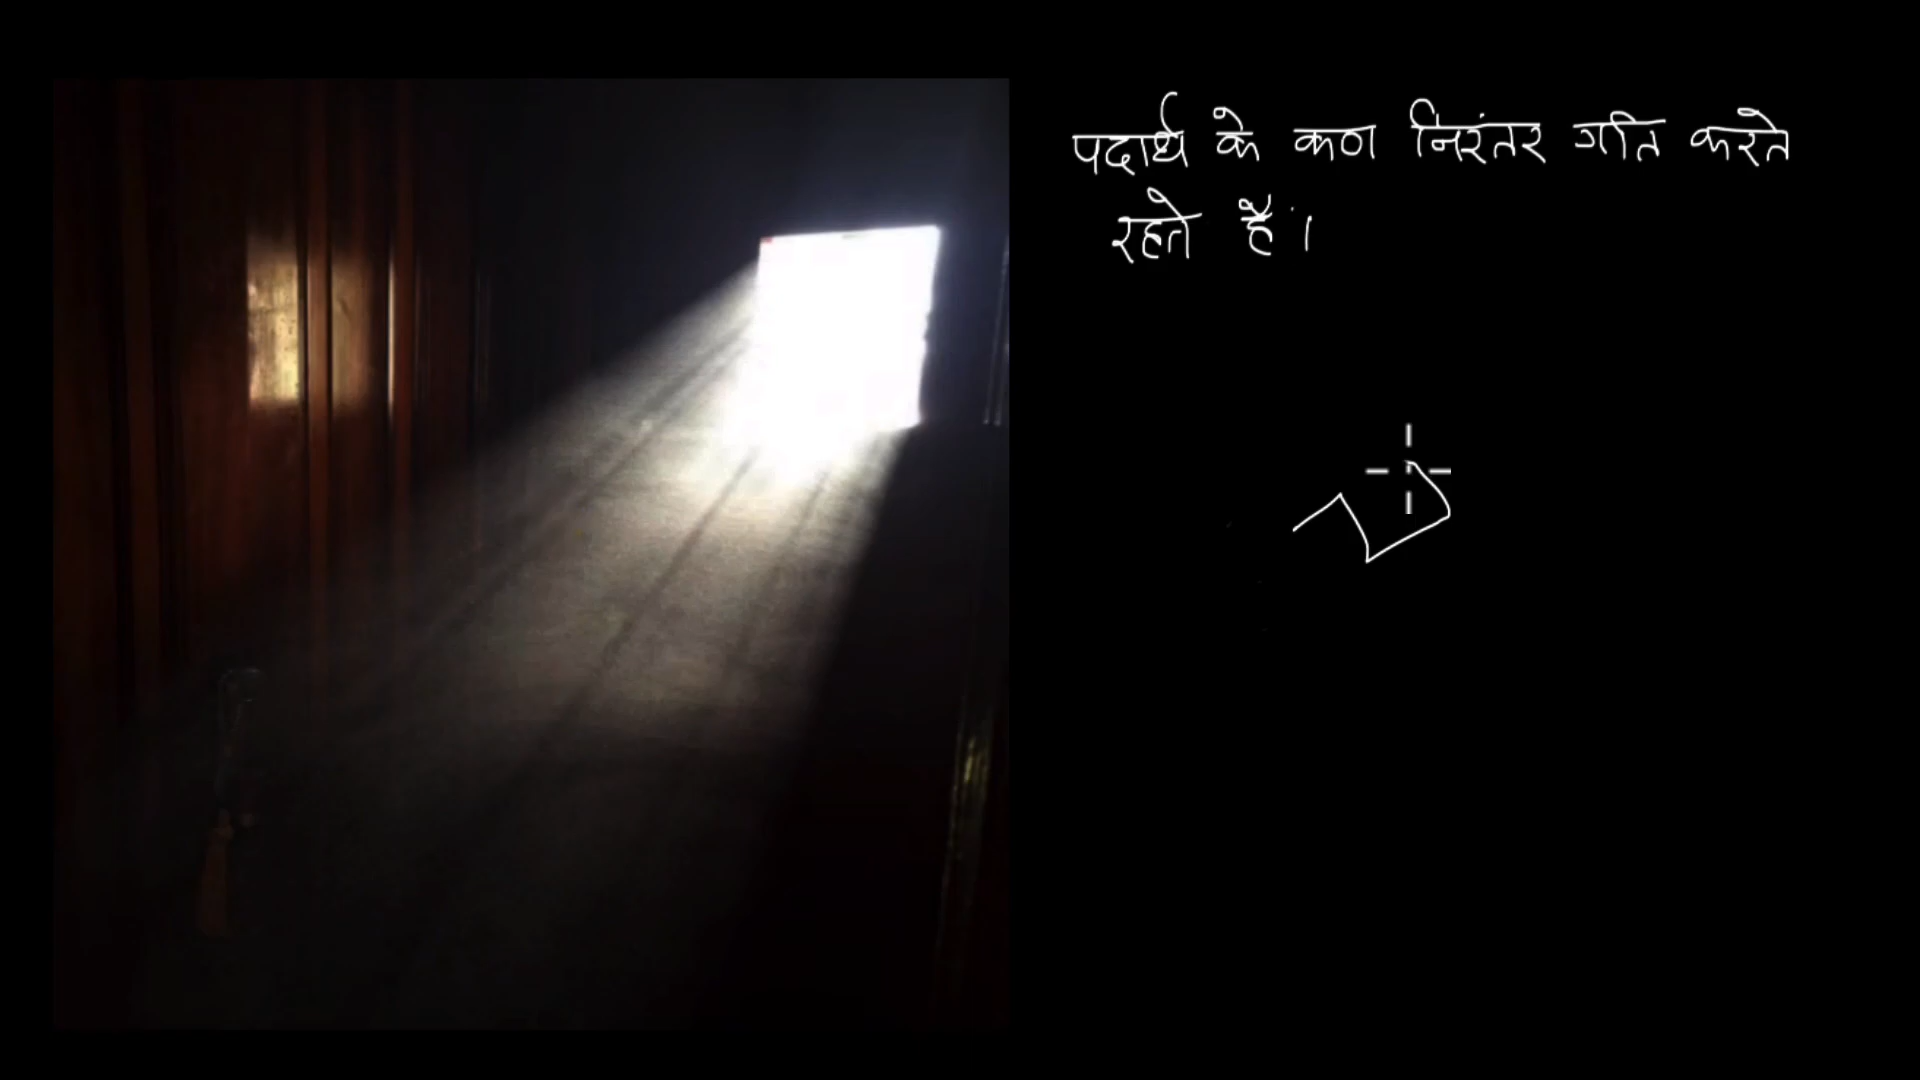 पदार्थ के कण निरंतर गति करते
रहते हैं।